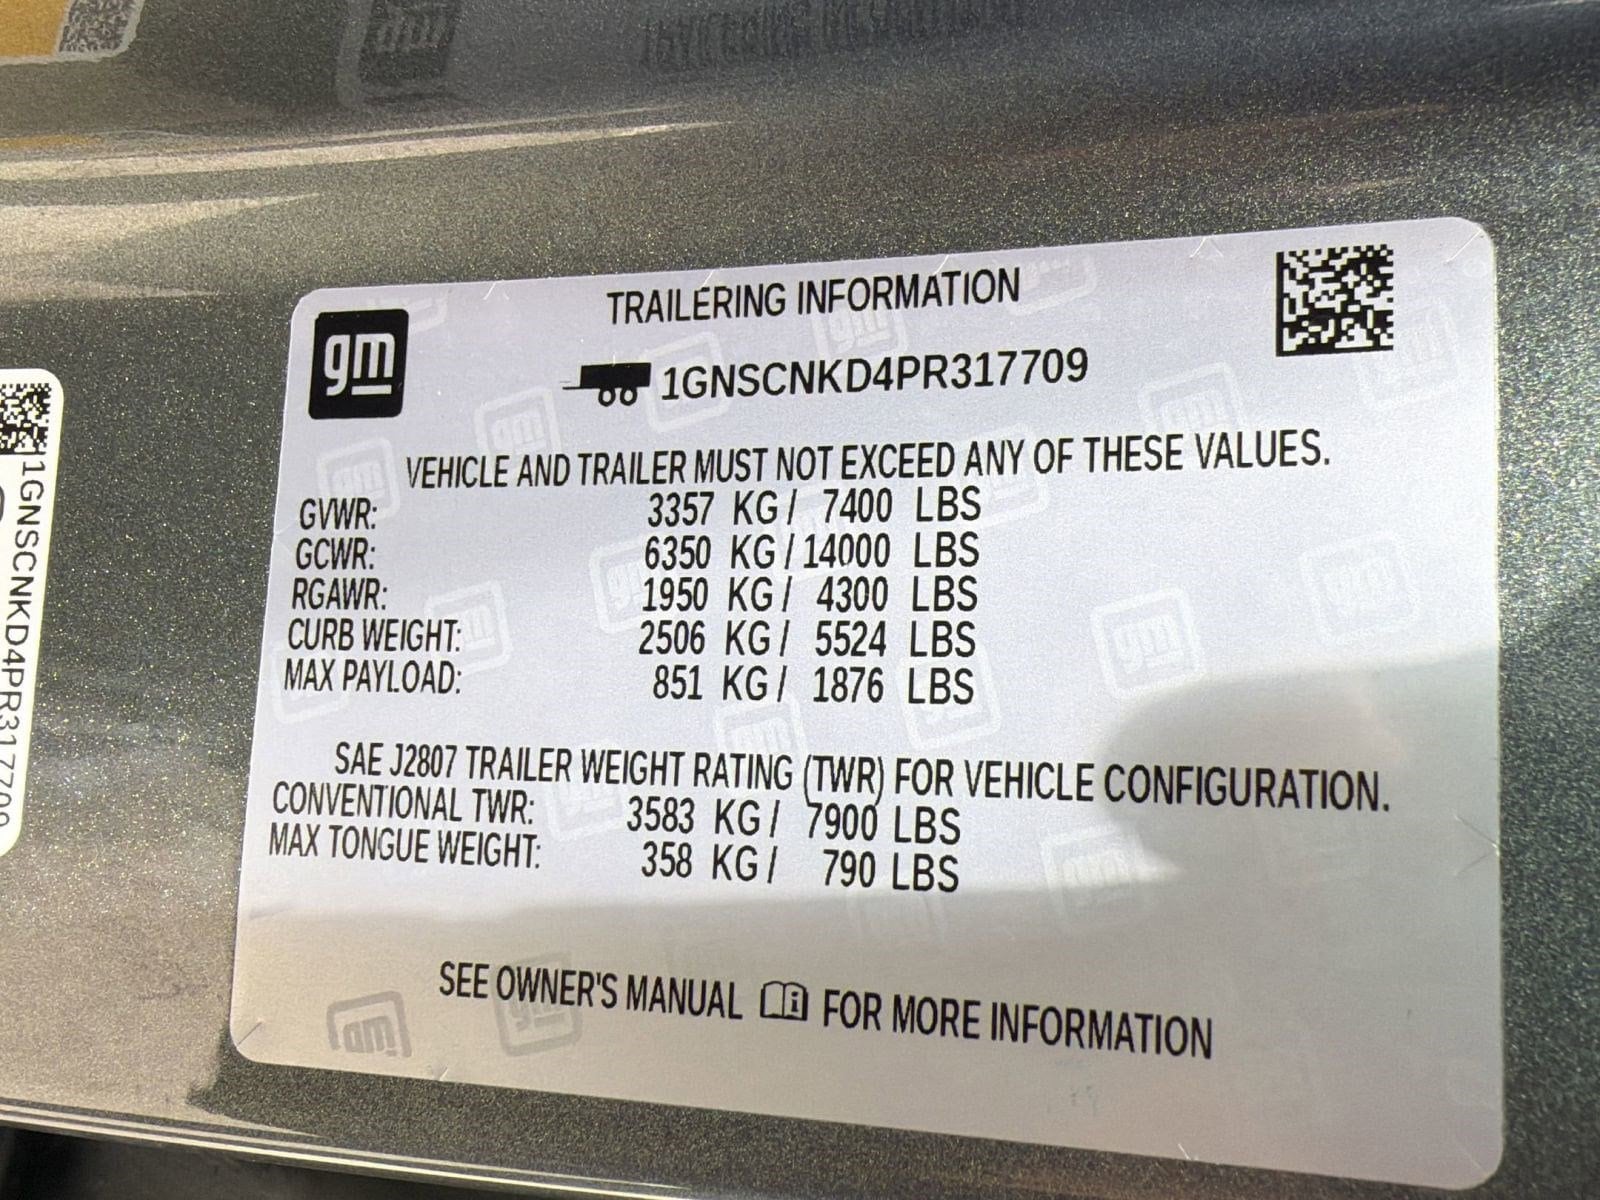 gm
TRAILERING INFORMATION
1GNSCNKD4PR317709
VEHICLE AND TRAILER MUST NOT EXCEED ANY OF THESE VALUES.
GVWR: 3357 KG / 7400 LBS
GCWR: 6350 KG / 14000 LBS
RGAWR: 1950 KG / 4300 LBS
CURB WEIGHT: 2506 KG / 5524 LBS
MAX PAYLOAD: 851 KG / 1876 LBS
SAE J2807 TRAILER WEIGHT RATING (TWR) FOR VEHICLE CONFIGURATION.
CONVENTIONAL TWR: 3583 KG / 7900 LBS
MAX TONGUE WEIGHT: 358 KG / 790 LBS
SEE OWNER'S MANUAL FOR MORE INFORMATION
1GNSCNKD4PR317709